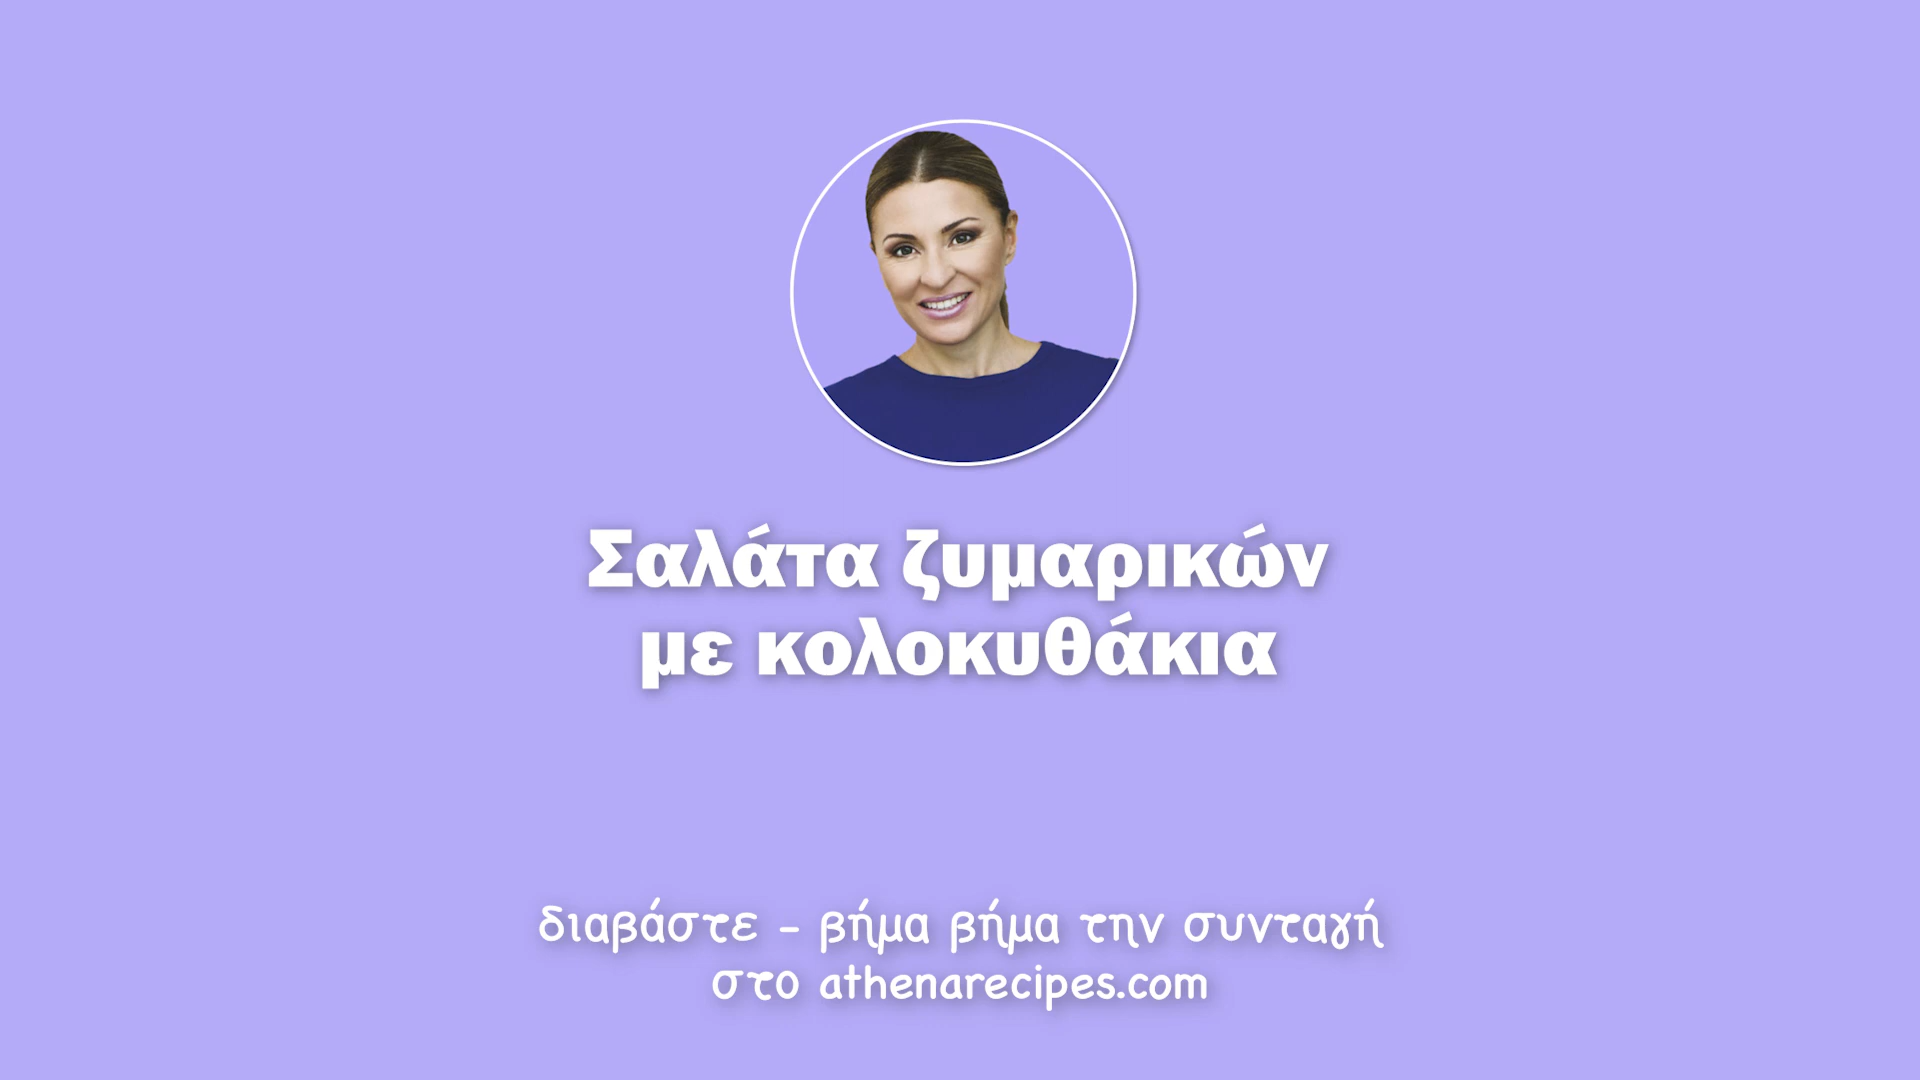 Σαλάτα ζυμαρικών
με κολοκυθάκια
διαβάστε - βήμα βήμα την συνταγή
στο athenarecipes.com